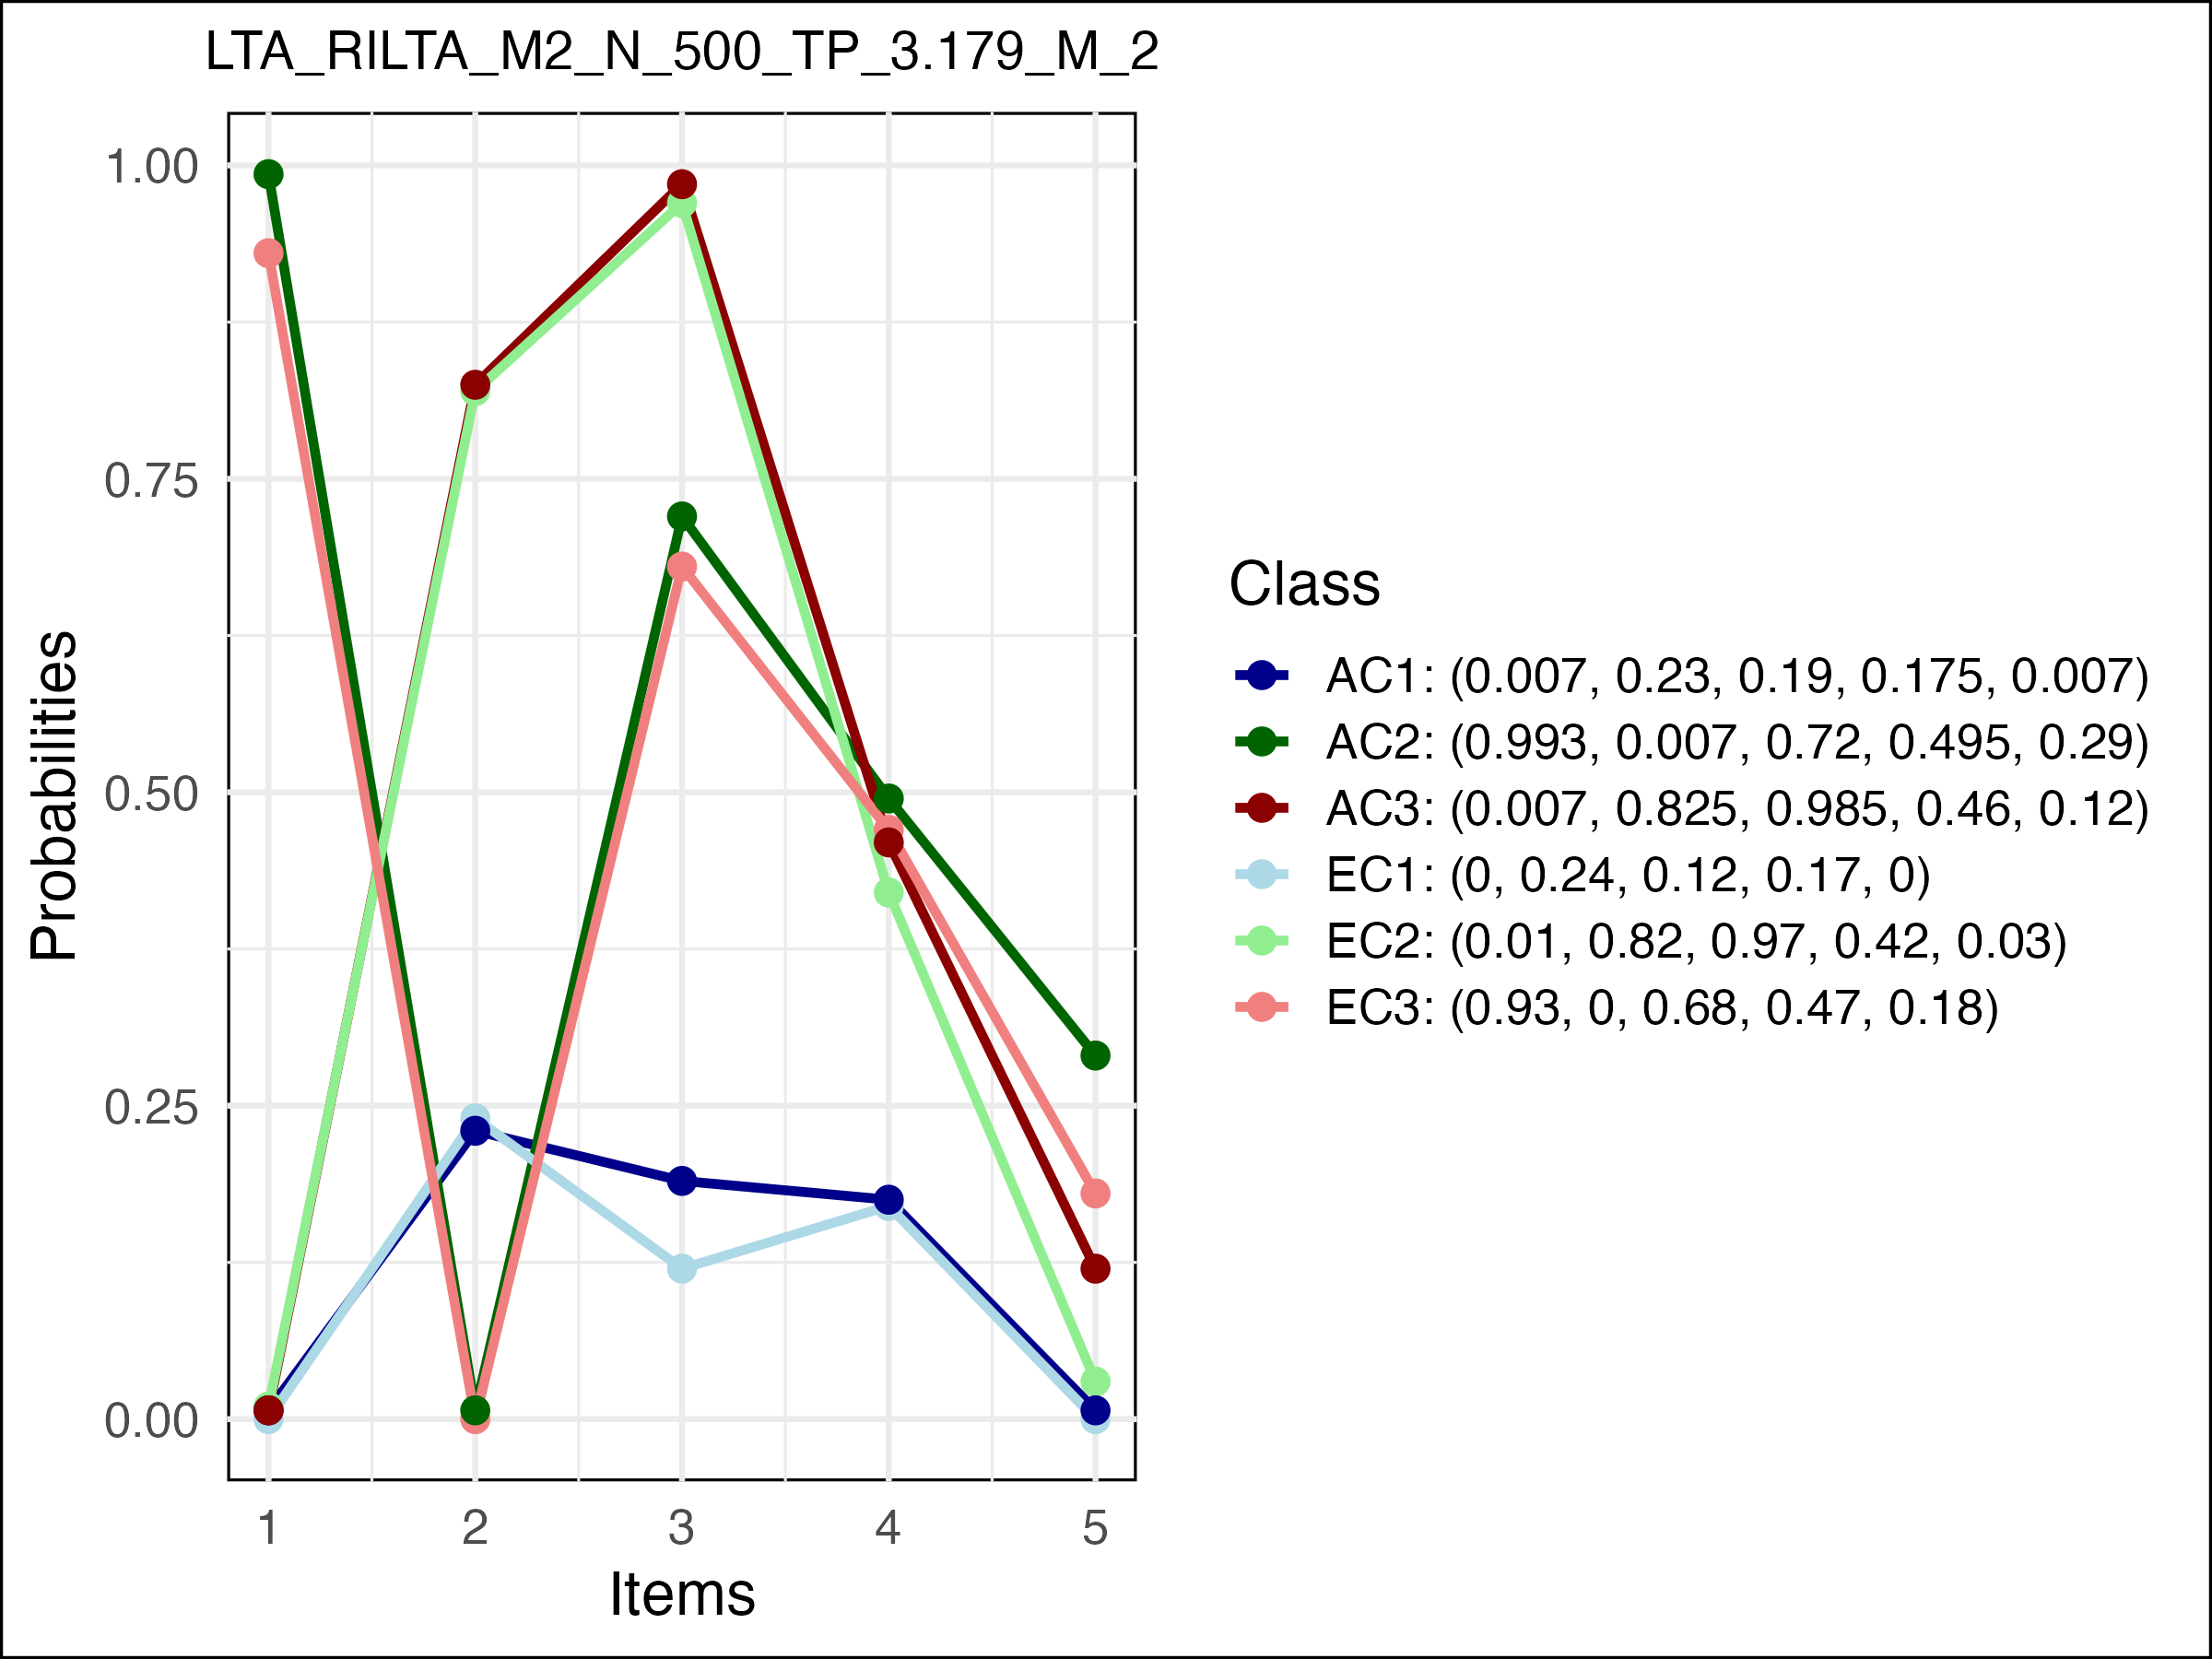 LTA_RILTA_M2_N_500_TP_3.179_M_2
1.00
0.75
0.50
0.25
0.00
Probabilities
1 2 3 4 5
Items
Class
AC1: (0.007, 0.23, 0.19, 0.175, 0.007)
AC2: (0.993, 0.007, 0.72, 0.495, 0.29)
AC3: (0.007, 0.825, 0.985, 0.46, 0.12)
EC1: (0, 0.24, 0.12, 0.17, 0)
EC2: (0.01, 0.82, 0.97, 0.42, 0.03)
EC3: (0.93, 0, 0.68, 0.47, 0.18)